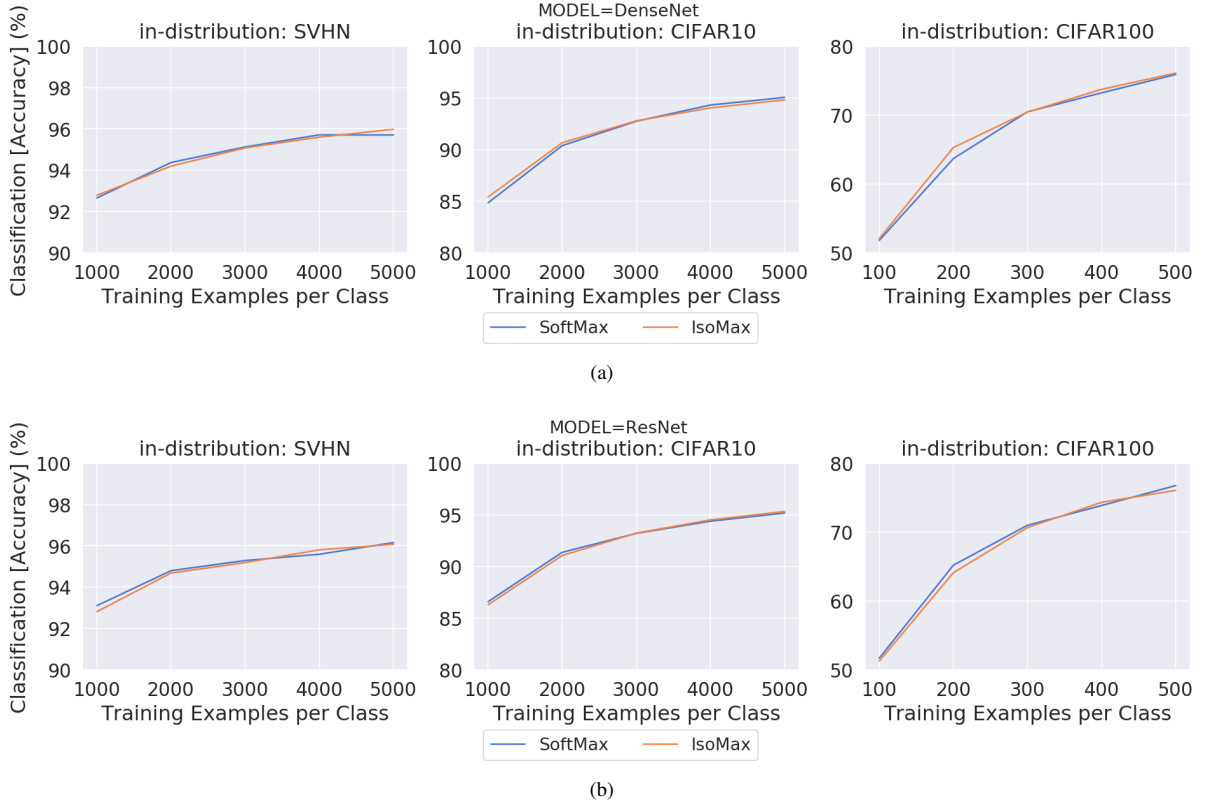 MODEL=DenseNet
in-distribution: SVHN
in-distribution: CIFAR10
in-distribution: CIFAR100
Classification [Accuracy] (%)
100
98
96
94
92
90
1000 2000 3000 4000 5000
Training Examples per Class
100
95
90
85
80
1000 2000 3000 4000 5000
Training Examples per Class
80
70
60
50
100 200 300 400 500
Training Examples per Class
SoftMax IsoMax
(a)
MODEL=ResNet
in-distribution: SVHN
in-distribution: CIFAR10
in-distribution: CIFAR100
Classification [Accuracy] (%)
100
98
96
94
92
90
1000 2000 3000 4000 5000
Training Examples per Class
100
95
90
85
80
1000 2000 3000 4000 5000
Training Examples per Class
80
70
60
50
100 200 300 400 500
Training Examples per Class
SoftMax IsoMax
(b)